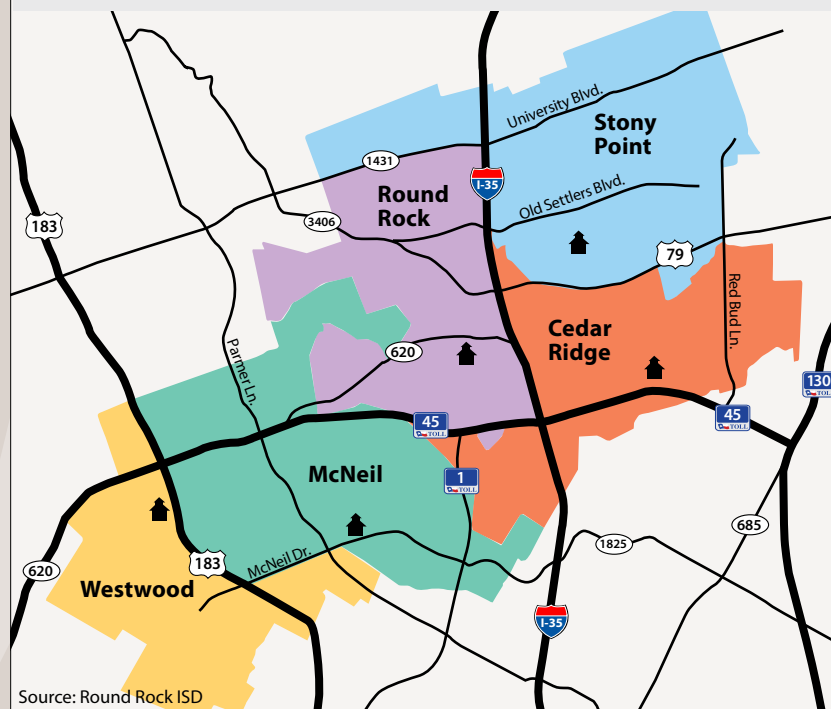 University Blvd.
Stony
Point
1431
Round
Rock
I-35
Old Settlers Blvd.
3406
183
79
Red Bud Ln.
Cedar
Ridge
Parmer Ln.
620
130
TOLL
45
TOLL
45
TOLL
McNeil
1
TOLL
685
1825
McNeil Dr.
183
620
Westwood
I-35
Source: Round Rock ISD